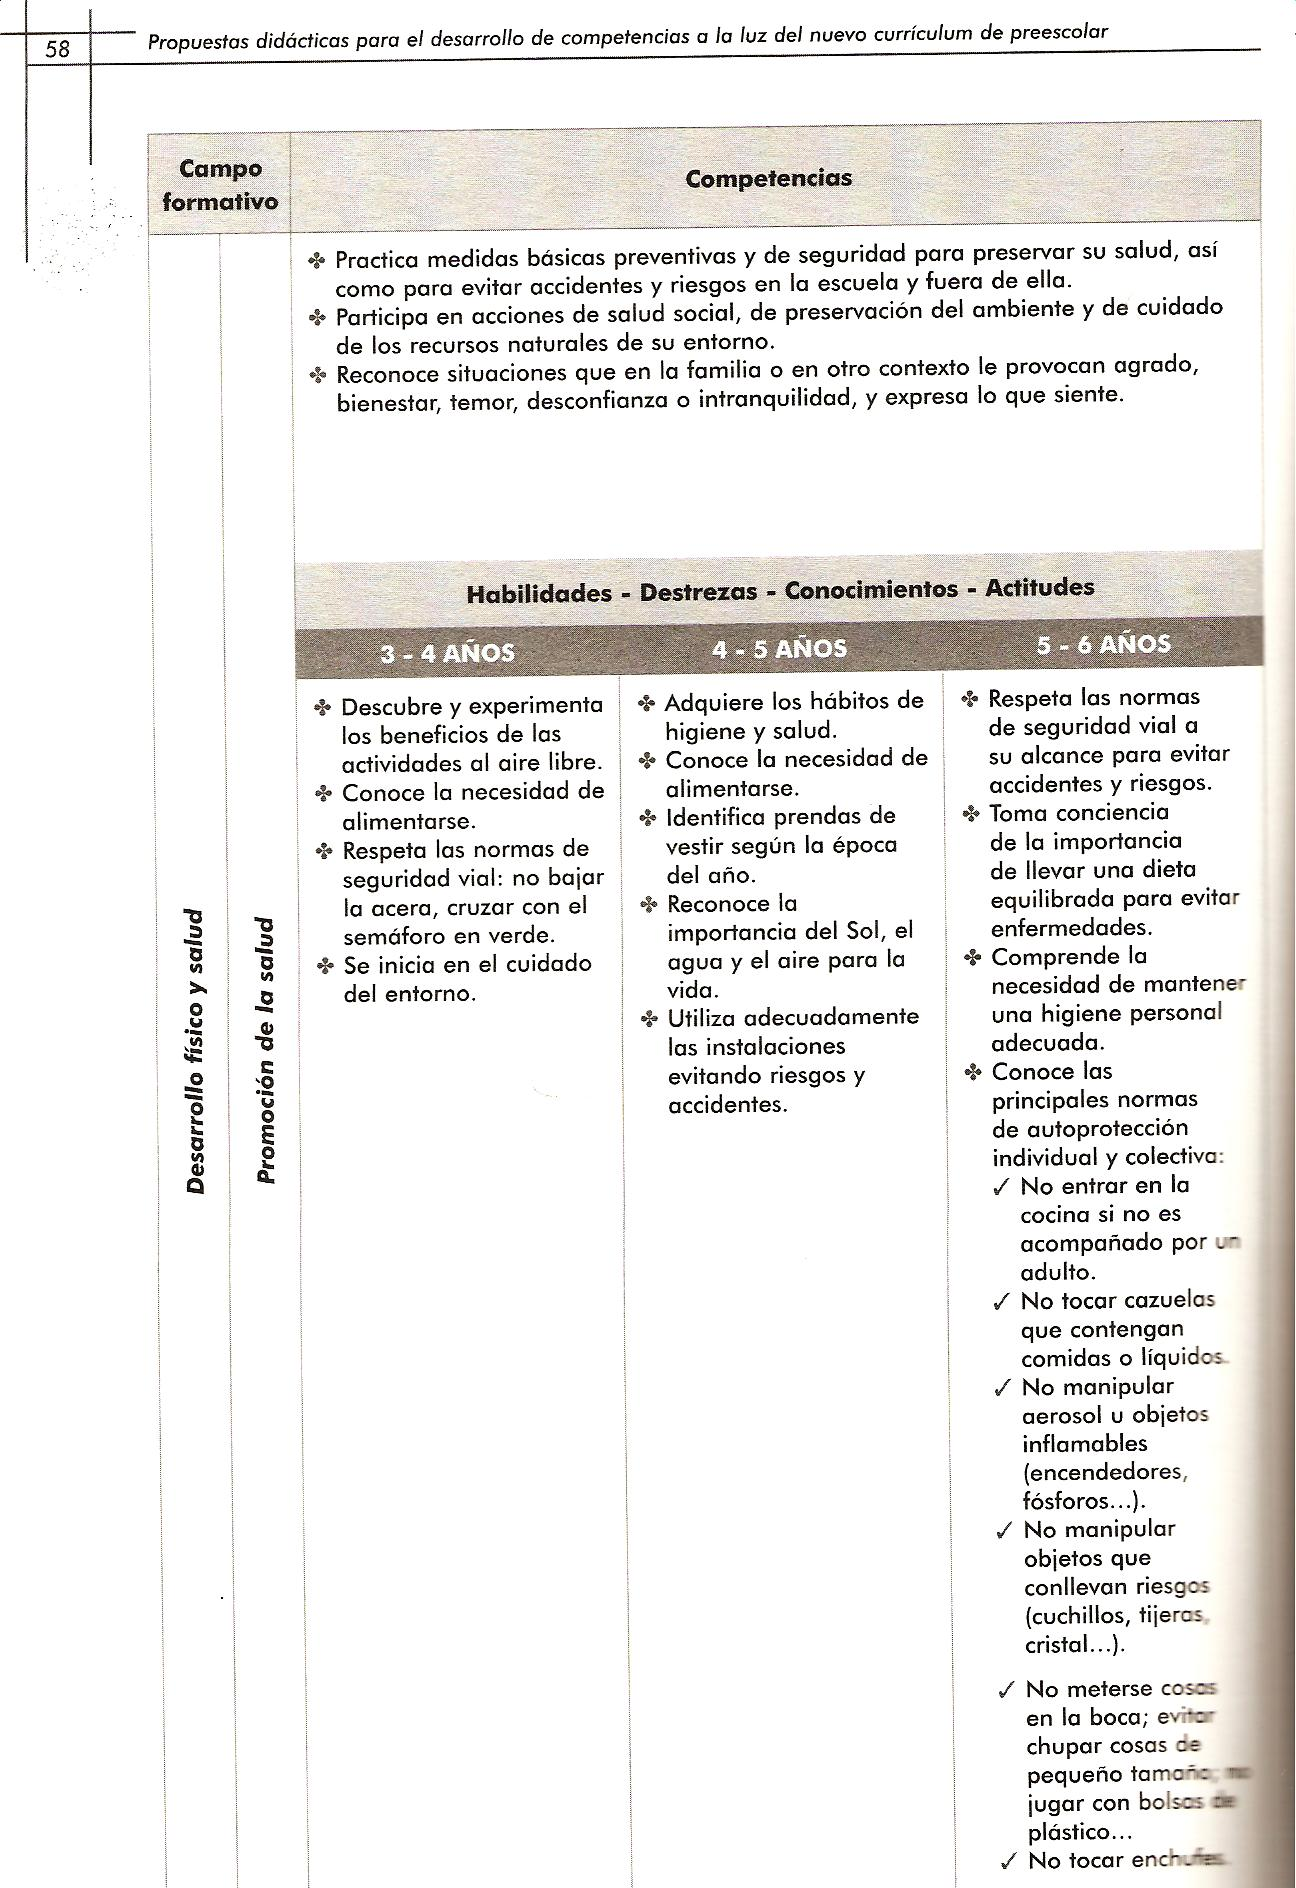 58
Propuestas didácticas para el desarrollo de competencias a la luz del nuevo currículum de preescolar
Campo
formativo
Competencias
Practica medidas básicas preventivas y de seguridad para preservar su salud, así
como para evitar accidentes y riesgos en la escuela y fuera de ella.
Participa en acciones de salud social, de preservación del ambiente y de cuidado
de los recursos naturales de su entorno.
Reconoce situaciones que en la familia o en otro contexto le provocan agrado,
bienestar, temor, desconfianza o intranquilidad, y expresa lo que siente.
Desarrollo físico y salud
Promoción de la salud
Habilidades - Destrezas - Conocimientos - Actitudes
3 - 4 AÑOS
Descubre y experimenta
los beneficios de las
actividades al aire libre.
Conoce la necesidad de
alimentarse.
Respeta las normas de
seguridad vial: no bajar
la acera, cruzar con el
semáforo en verde.
Se inicia en el cuidado
del entorno.
4 - 5 AÑOS
Adquiere los hábitos de
higiene y salud.
Conoce la necesidad de
alimentarse.
Identifica prendas de
vestir según la época
del año.
Reconoce la
importancia del Sol, el
agua y el aire para la
vida.
Utiliza adecuadamente
las instalaciones
evitando riesgos y
accidentes.
5 - 6 AÑOS
Respeta las normas
de seguridad vial a
su alcance para evitar
accidentes y riesgos.
Toma conciencia
de la importancia
de llevar una dieta
equilibrada para evitar
enfermedades.
Comprende la
necesidad de mantener
una higiene personal
adecuada.
Conoce las
principales normas
de autoprotección
individual y colectiva:
✓ No entrar en la
cocina si no es
acompañado por un
adulto.
✓ No tocar cazuelas
que contengan
comidas o líquidos.
✓ No manipular
aerosol u objetos
inflamables
(encendedores,
fósforos...).
✓ No manipular
objetos que
conllevan riesgos
(cuchillos, tijeras,
cristal...).
✓ No meterse cosas
en la boca; evitar
chupar cosas de
pequeño tamaño; no
jugar con bolsas de
plástico...
✓ No tocar enchufes.